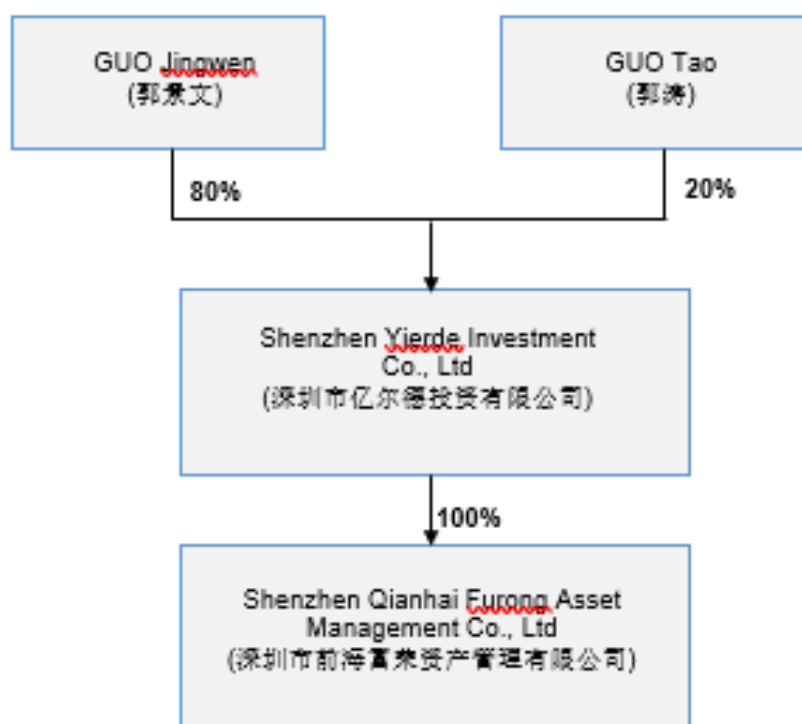 GUO Jingwen
(郭景文)
GUO Tao
(郭涛)
80%
20%
Shenzhen Yierde Investment
Co., Ltd
(深圳市亿尔德投资有限公司)
100%
Shenzhen Qianhai Furong Asset
Management Co., Ltd
(深圳市前海富荣资产管理有限公司)